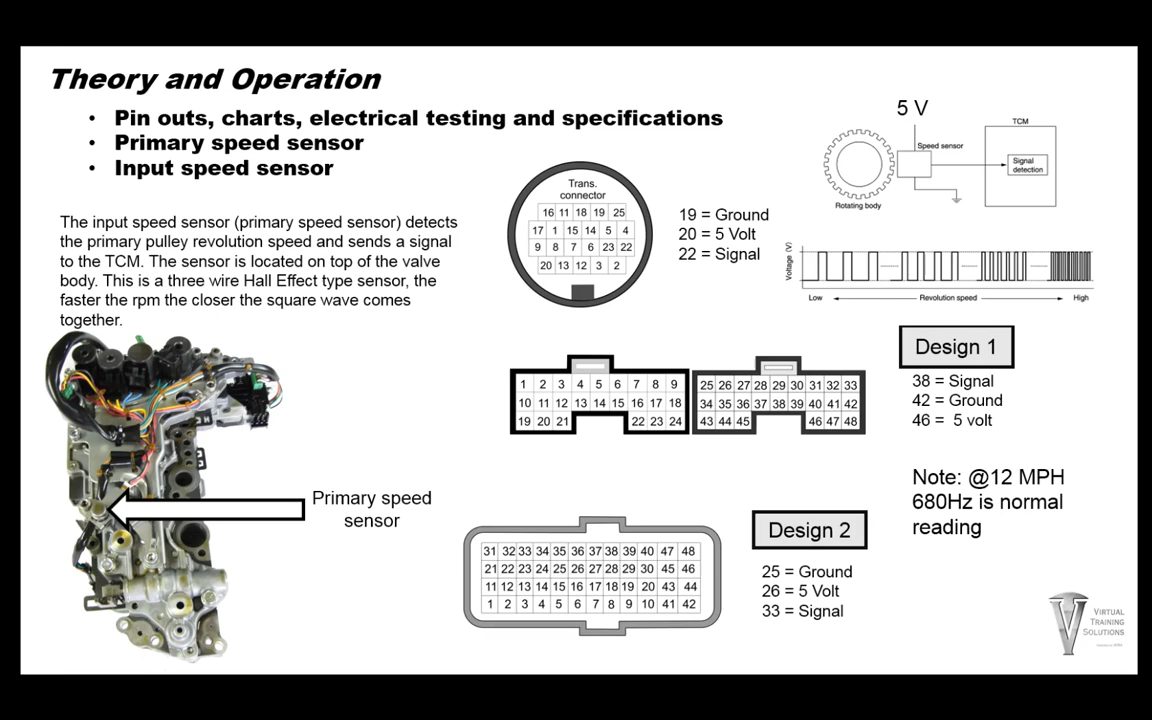 Theory and Operation
• Pin outs, charts, electrical testing and specifications
• Primary speed sensor
• Input speed sensor
The input speed sensor (primary speed sensor) detects
the primary pulley revolution speed and sends a signal
to the TCM. The sensor is located on top of the valve
body. This is a three wire Hall Effect type sensor, the
faster the rpm the closer the square wave comes
together.
Primary speed
sensor
Trans.
connector
16 11 18 19 25
17 1 15 14 5 4
9 8 7 6 23 22
20 13 12 3 2
19 = Ground
20 = 5 Volt
22 = Signal
5 V
TCM
Speed sensor
Signal
detection
Rotating body
Voltage (V)
Low
Revolution speed
High
1 2 3 4 5 6 7 8 9
10 11 12 13 14 15 16 17 18
19 20 21 22 23 24
25 26 27 28 29 30 31 32 33
34 35 36 37 38 39 40 41 42
43 44 45 46 47 48
Design 1
38 = Signal
42 = Ground
46 = 5 volt
Note: @12 MPH
680Hz is normal
reading
31 32 33 34 35 36 37 38 39 40 47 48
21 22 23 24 25 26 27 28 29 30 45 46
11 12 13 14 15 16 17 18 19 20 43 44
1 2 3 4 5 6 7 8 9 10 41 42
Design 2
25 = Ground
26 = 5 Volt
33 = Signal
VIRTUAL
TRAINING
SOLUTIONS